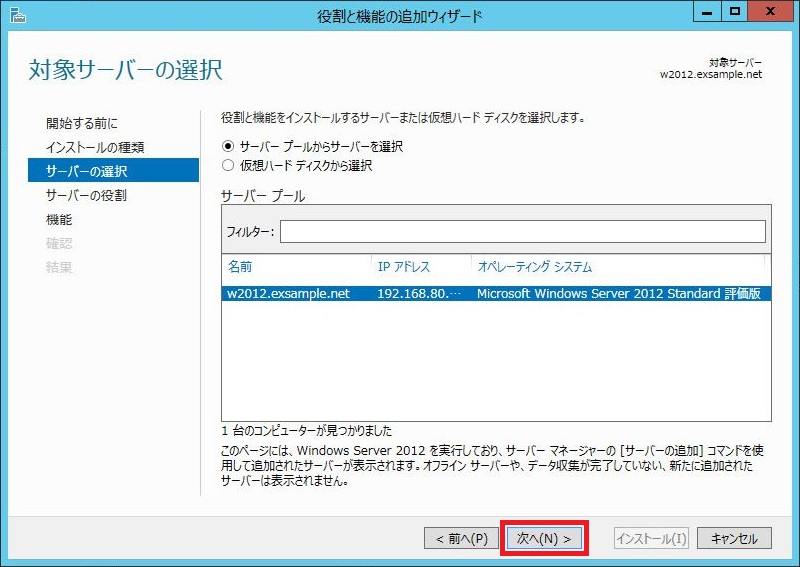 役割と機能の追加ウィザード
対象サーバーの選択
対象サーバー
w2012.exsample.net
開始する前に
インストールの種類
サーバーの選択
サーバーの役割
機能
確認
結果
役割と機能をインストールするサーバーまたは仮想ハード ディスクを選択します。
サーバー プールからサーバーを選択
仮想ハード ディスクから選択
サーバー プール
フィルター:
名前 IP アドレス オペレーティング システム
w2012.exsample.net 192.168.80.… Microsoft Windows Server 2012 Standard 評価版
1 台のコンピューターが見つかりました
このページには、Windows Server 2012 を実行しており、サーバー マネージャーの [サーバーの追加] コマンドを使
用して追加されたサーバーが表示されます。オフライン サーバーや、データ収集が完了していない、新たに追加された
サーバーは表示されません。
< 前へ(P) 次へ(N) > インストール(I) キャンセル